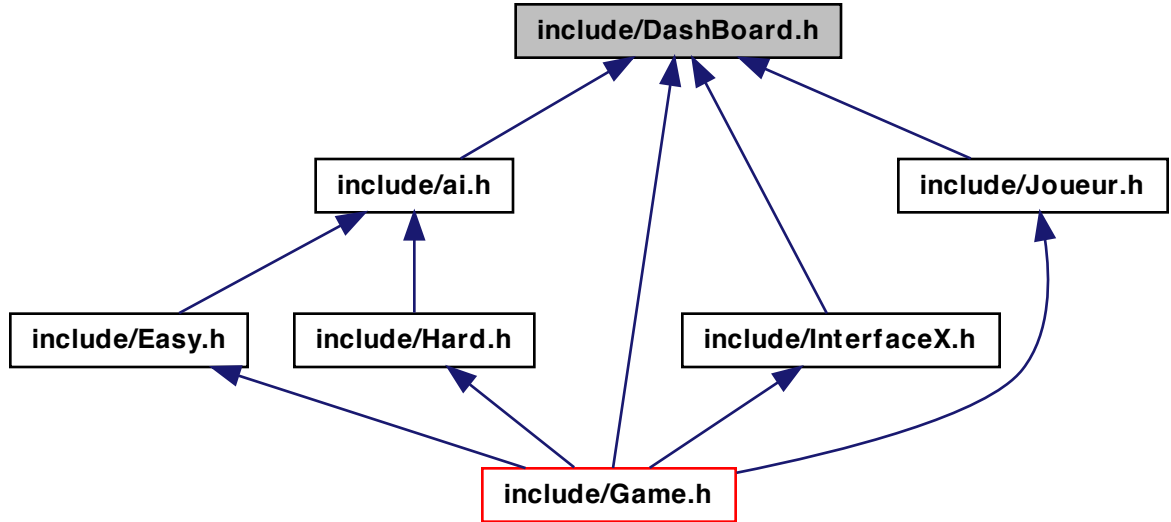 include/DashBoard.h
include/ai.h
include/Joueur.h
include/Easy.h
include/Hard.h
include/InterfaceX.h
include/Game.h